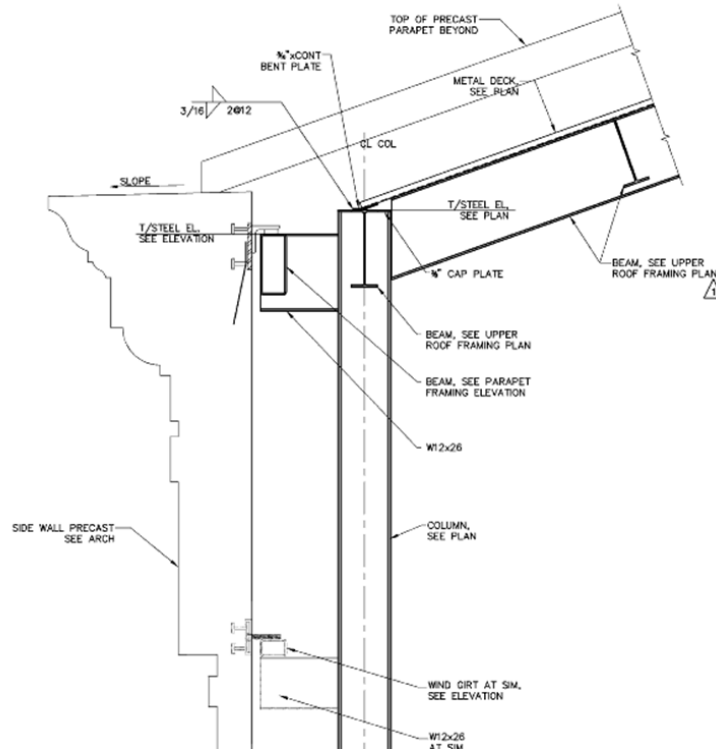 TOP OF PRECAST
PARAPET BEYOND
¾"xCONT
BENT PLATE
METAL DECK,
SEE PLAN
3/16
2@12
CL COL
SLOPE
T/STEEL EL.
SEE ELEVATION
T/STEEL EL,
SEE PLAN
BEAM, SEE UPPER
ROOF FRAMING PLAN
1
CAP PLATE
BEAM, SEE UPPER
ROOF FRAMING PLAN
BEAM, SEE PARAPET
FRAMING ELEVATION
W12x26
SIDE WALL PRECAST
SEE ARCH
COLUMN,
SEE PLAN
WIND GIRT AT SIM,
SEE ELEVATION
W12x26
AT SIM